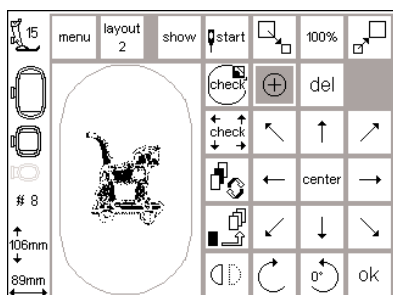 15
menu
layout
2
show
start
100%
check
del
check
center
# 8
106mm
89mm
0°
ok